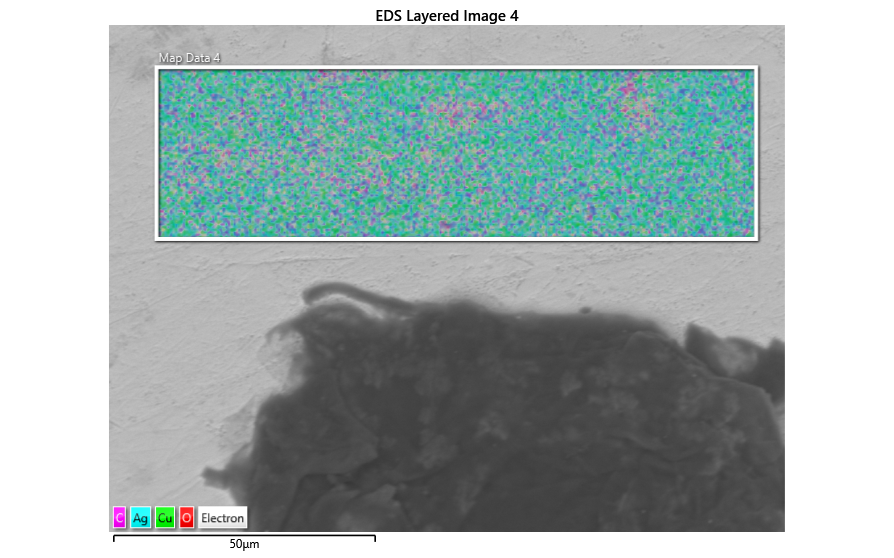 EDS Layered Image 4
Map Data 4
C Ag Cu O Electron
50μm